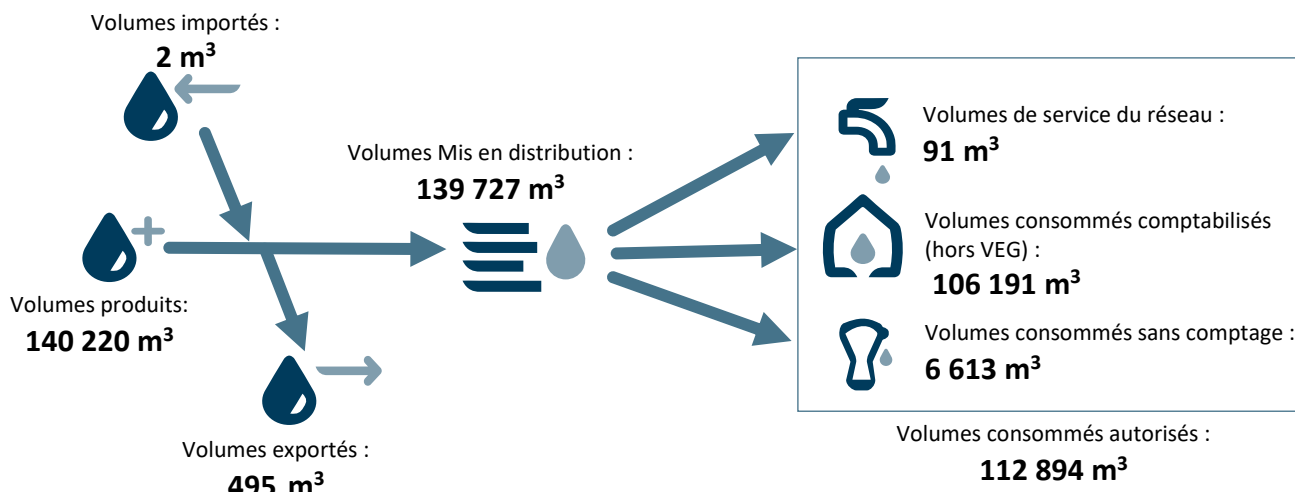 Volumes importés :
2 m³
Volumes Mis en distribution :
139 727 m³
Volumes produits:
140 220 m³
Volumes exportés :
495 m³
Volumes de service du réseau :
91 m³
Volumes consommés comptabilisés
(hors VEG) :
106 191 m³
Volumes consommés sans comptage :
6 613 m³
Volumes consommés autorisés :
112 894 m³